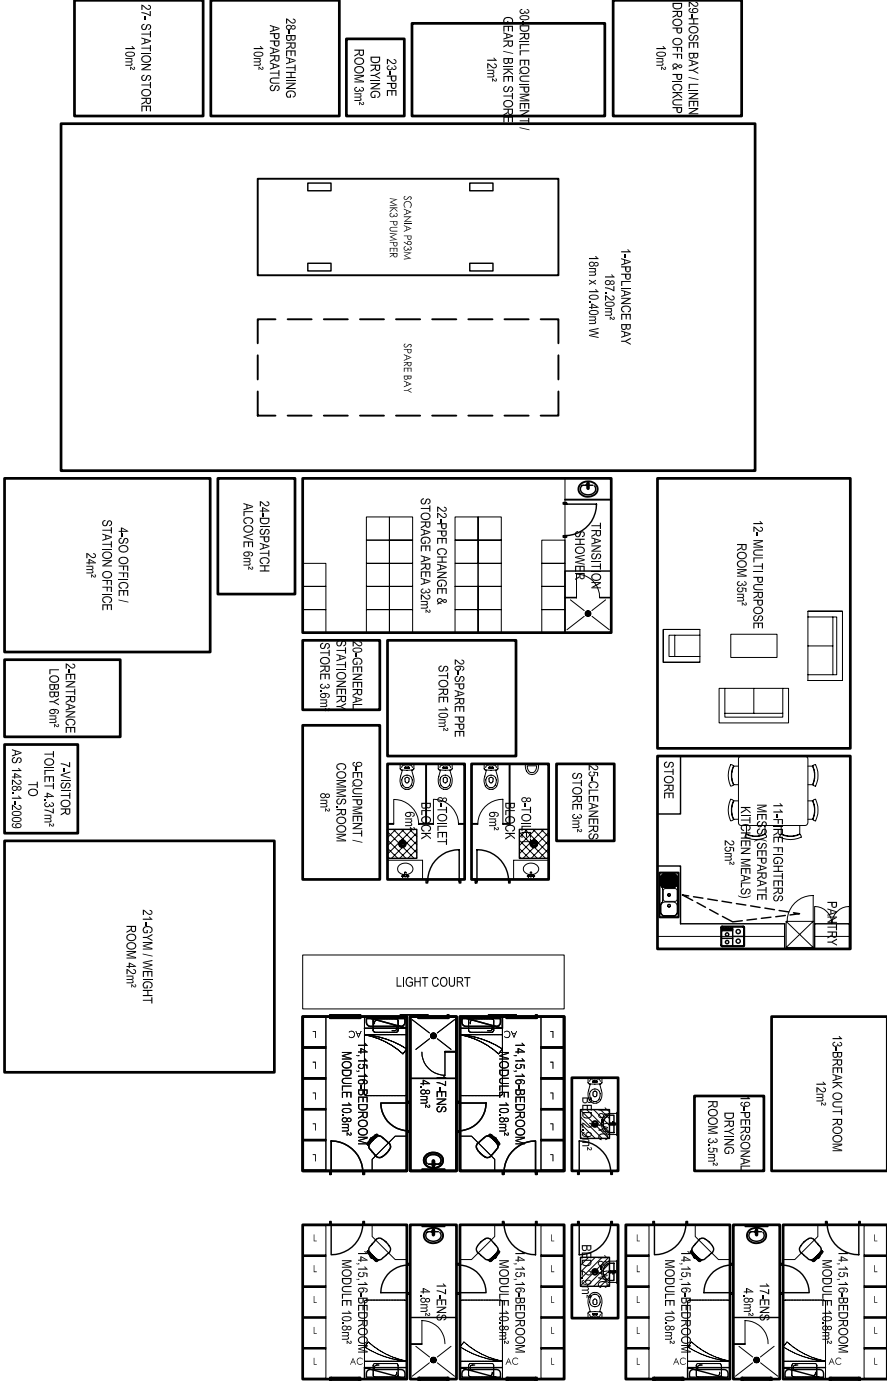 27- STATION STORE
10m²
28-BREATHING
APPARATUS
10m²
23-PPE
DRYING
ROOM 3m²
30-DRILL EQUIPMENT /
GEAR / BIKE STORE
12m²
29-HOSE BAY / LINEN
DROP OFF & PICKUP
10m²
SCANIA P93M
MK3 PUMPER
1-APPLIANCE BAY
187.20m²
18m x 10.40m W
SPARE BAY
4-SO OFFICE /
STATION OFFICE
24m²
24-DISPATCH
ALCOVE 6m²
22-PPE CHANGE &
STORAGE AREA 32m²
TRANSITION
SHOWER
12- MULTI PURPOSE
ROOM 35m²
2-ENTRANCE
LOBBY 6m²
20-GENERAL
STATIONERY
STORE 3.6m²
26-SPARE PPE
STORE 10m²
7-VISITOR
TOILET 4.37m²
TO
AS 1428.1-2009
9-EQUIPMENT /
COMMS.ROOM
8m²
8-TOILET
BLOCK
6m²
8-TOILET
BLOCK
6m²
25-CLEANERS
STORE 3m²
STORE
11-FIRE FIGHTERS
MESS(SEPARATE
KITCHEN MEALS)
25m²
PANTRY
21-GYM / WEIGHT
ROOM 42m²
LIGHT COURT
14,15,16-BEDROOM
MODULE 10.8m²
AC
L
L
L
L
L
17-ENS
4.8m²
14,15,16-BEDROOM
MODULE 10.8m²
AC
L
L
L
L
L
19-PERSONAL
DRYING
ROOM 3.5m²
13-BREAK OUT ROOM
12m²
14,15,16-BEDROOM
MODULE 10.8m²
AC
L
L
L
L
L
17-ENS
4.8m²
14,15,16-BEDROOM
MODULE 10.8m²
AC
L
L
L
L
L
14,15,16-BEDROOM
MODULE 10.8m²
AC
L
L
L
L
L
17-ENS
4.8m²
14,15,16-BEDROOM
MODULE 10.8m²
AC
L
L
L
L
L